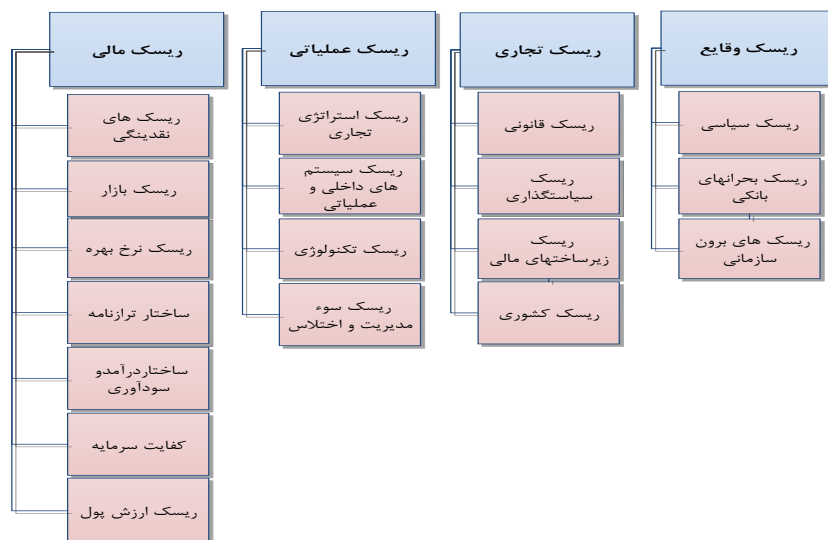 ریسک وقایع
ریسک سیاسی
ریسک بحرانهای
بانکی
ریسک های برون
سازمانی
ریسک تجاری
ریسک قانونی
ریسک
سیاستگذاری
ریسک
زیرساختهای مالی
ریسک کشوری
ریسک عملیاتی
ریسک استراتژی
تجاری
ریسک سیستم
های داخلی و
عملیاتی
ریسک تکنولوژی
ریسک سوء
مدیریت و اختلاس
ریسک مالی
ریسک های
نقدینگی
ریسک بازار
ریسک نرخ بهره
ساختار ترازنامه
ساختاردرآمدو
سودآوری
کفایت سرمایه
ریسک ارزش پول